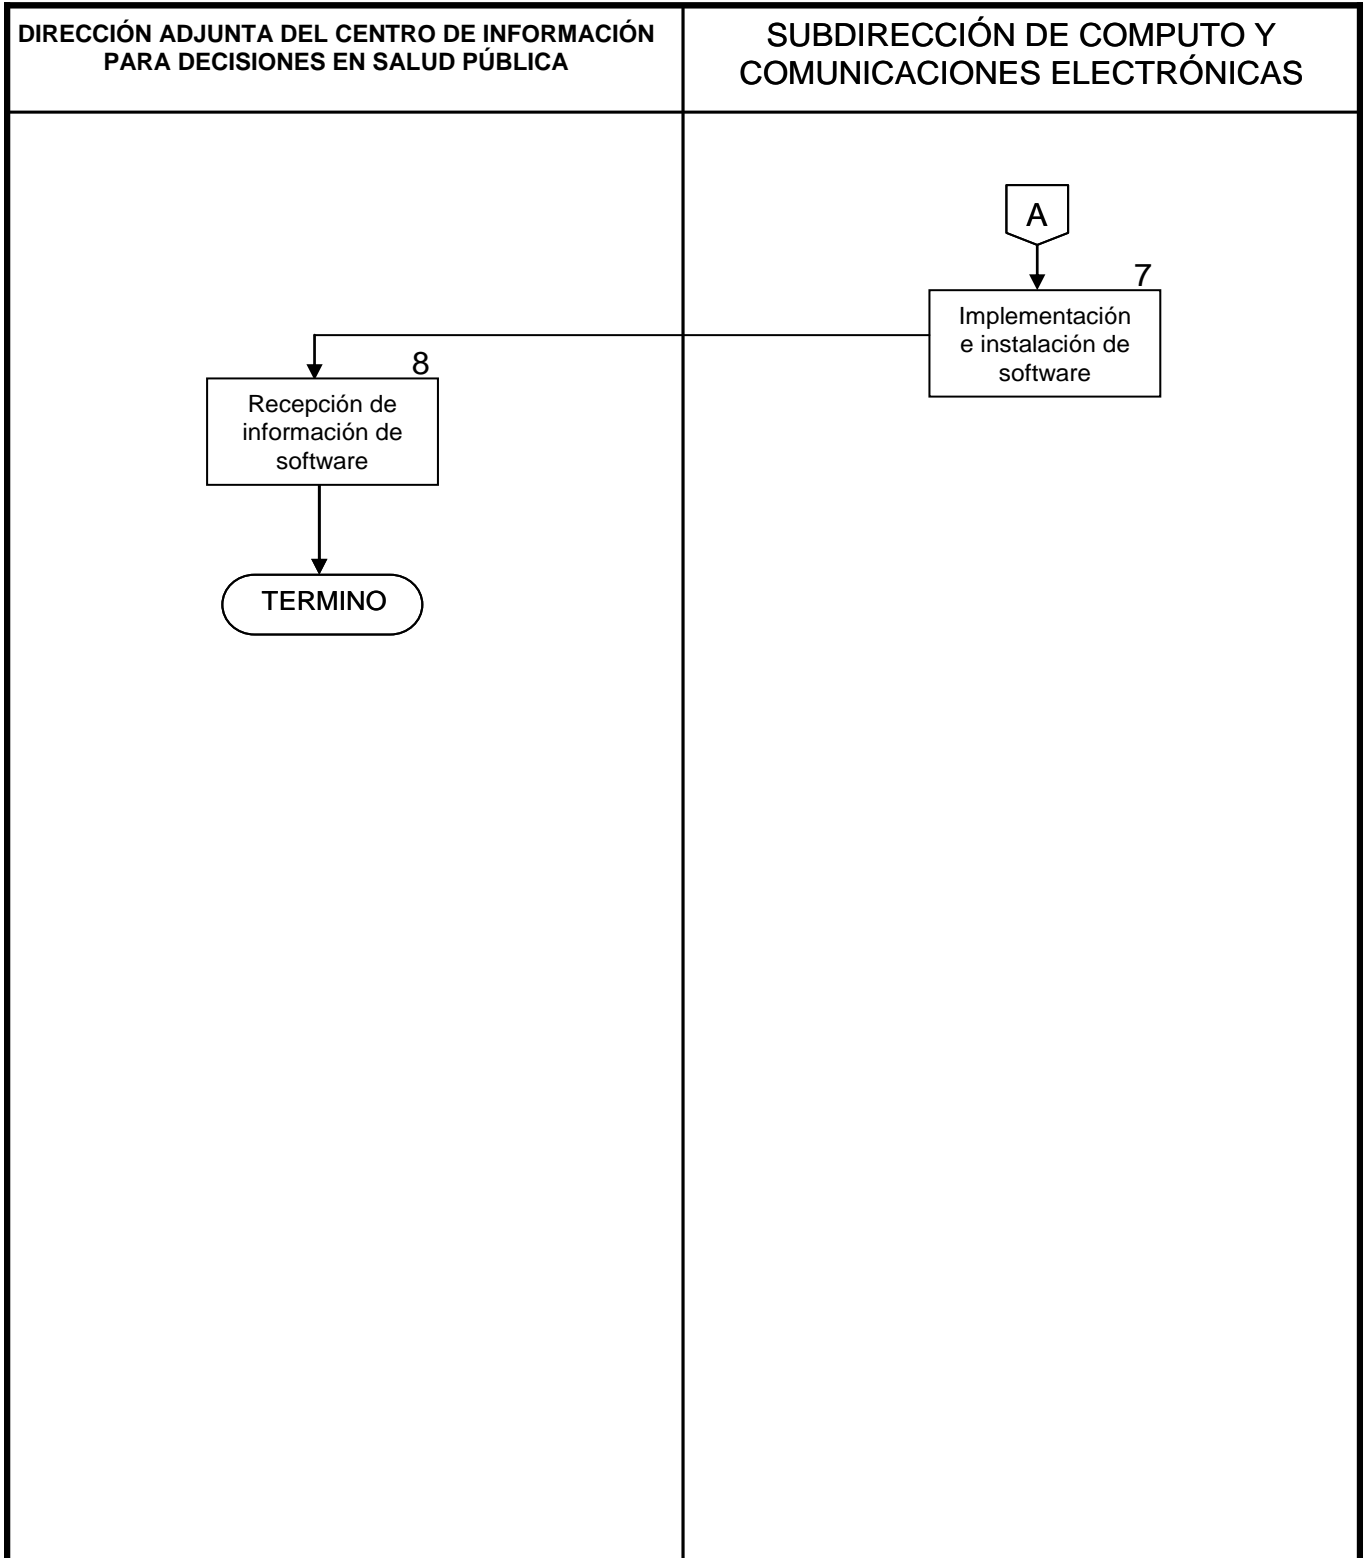 DIRECCIÓN ADJUNTA DEL CENTRO DE INFORMACIÓN
PARA DECISIONES EN SALUD PÚBLICA
SUBDIRECCIÓN DE COMPUTO Y
COMUNICACIONES ELECTRÓNICAS
A
7
Implementación
e instalación de
software
8
Recepción de
información de
software
TERMINO